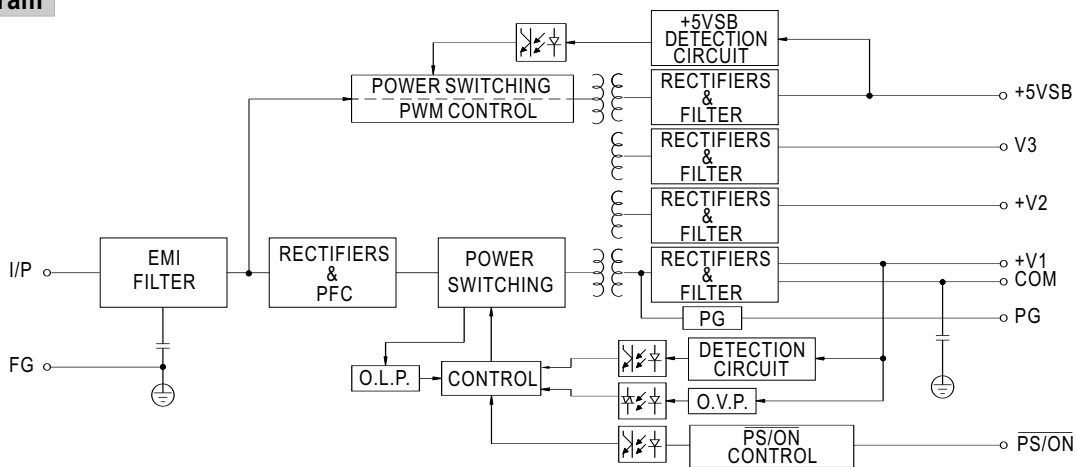 ram
+5VSB
DETECTION
CIRCUIT
POWER SWITCHING
PWM CONTROL
RECTIFIERS
&
FILTER
+5VSB
RECTIFIERS
&
FILTER
V3
RECTIFIERS
&
FILTER
+V2
I/P
EMI
FILTER
RECTIFIERS
&
PFC
POWER
SWITCHING
RECTIFIERS
&
FILTER
+V1
COM
PG
PG
FG
O.L.P.
CONTROL
DETECTION
CIRCUIT
O.V.P.
PS/ON
CONTROL
PS/ON